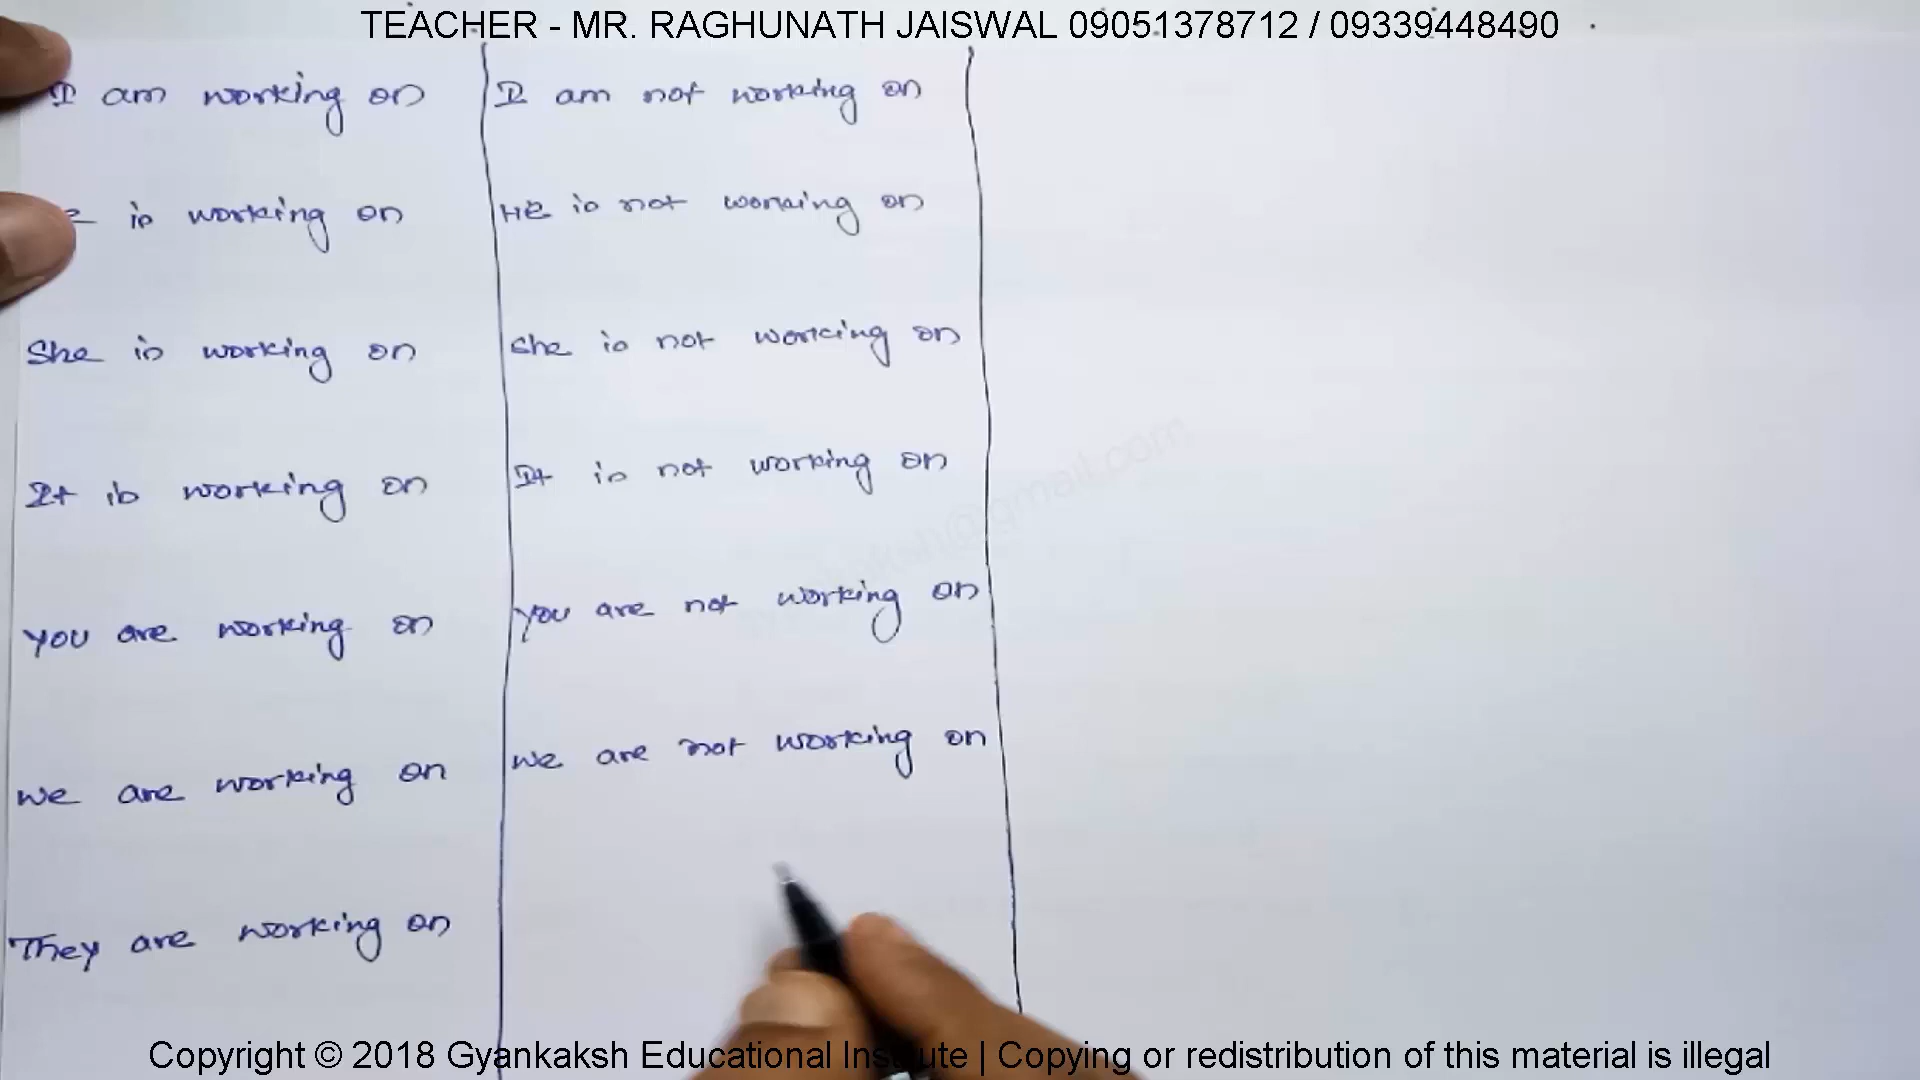 TEACHER - MR. RAGHUNATH JAISWAL 09051378712 / 09339448490
I am working on
I am not working on
is working on
He is not working on
She is working on
She is not working on
It is working on
It is not working on
You are working on
You are not working on
We are working on
We are not working on
They are working on
Copyright © 2018 Gyankaksh Educational Institute | Copying or redistribution of this material is illegal